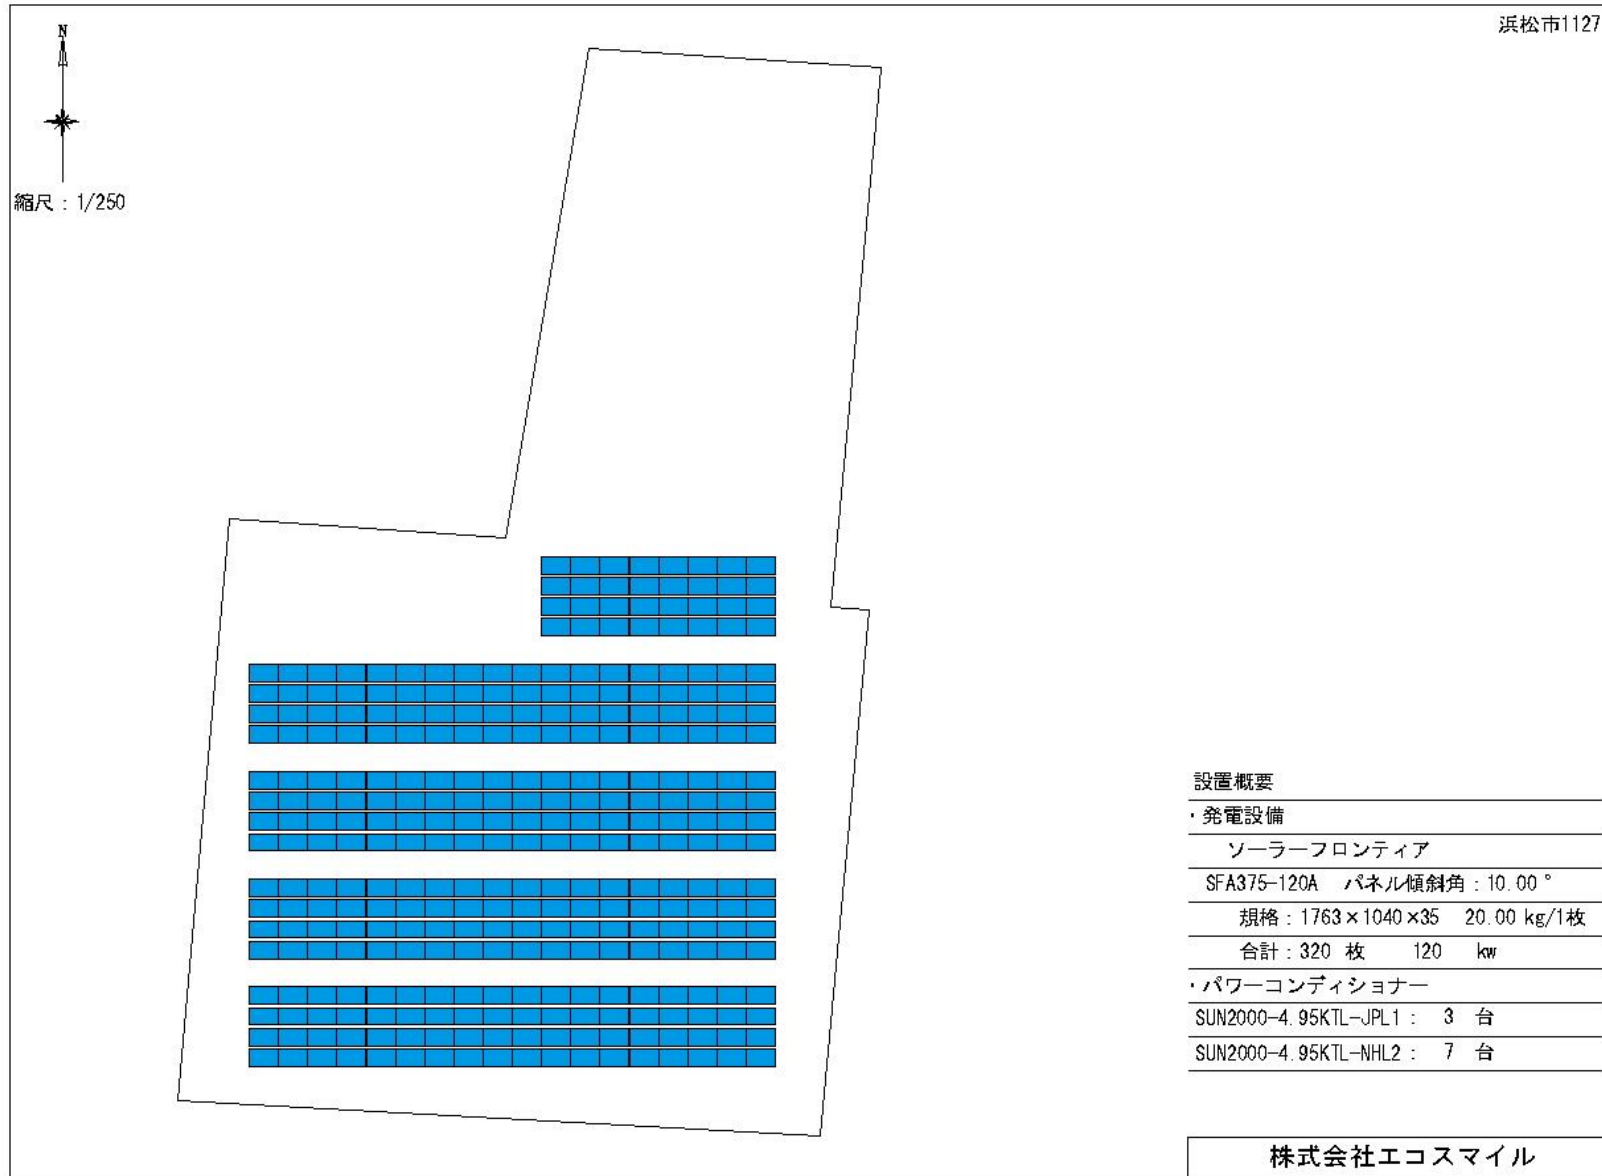 浜松市1127
N
縮尺：1/250
設置概要
・発電設備
ソーラーフロンティア
SFA375-120A パネル傾斜角：10.00°
規格：1763×1040×35 20.00 kg/1枚
合計：320 枚 120 kw
・パワーコンディショナー
SUN2000-4.95KTL-JPL1： 3 台
SUN2000-4.95KTL-NHL2： 7 台
株式会社エコスマイル